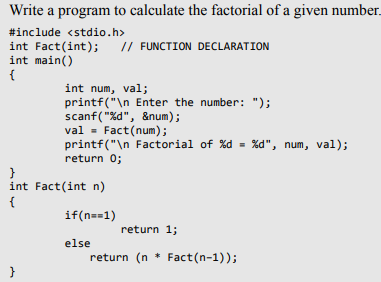 Write a program to calculate the factorial of a given number.
#include <stdio.h>
int Fact(int);   // FUNCTION DECLARATION
int main()
{
        int num, val;
        printf("\n Enter the number: ");
        scanf("%d", &num);
        val = Fact(num);
        printf("\n Factorial of %d = %d", num, val);
        return 0;
}
int Fact(int n)
{
        if(n==1)
                return 1;
        else
            return (n * Fact(n-1));
}